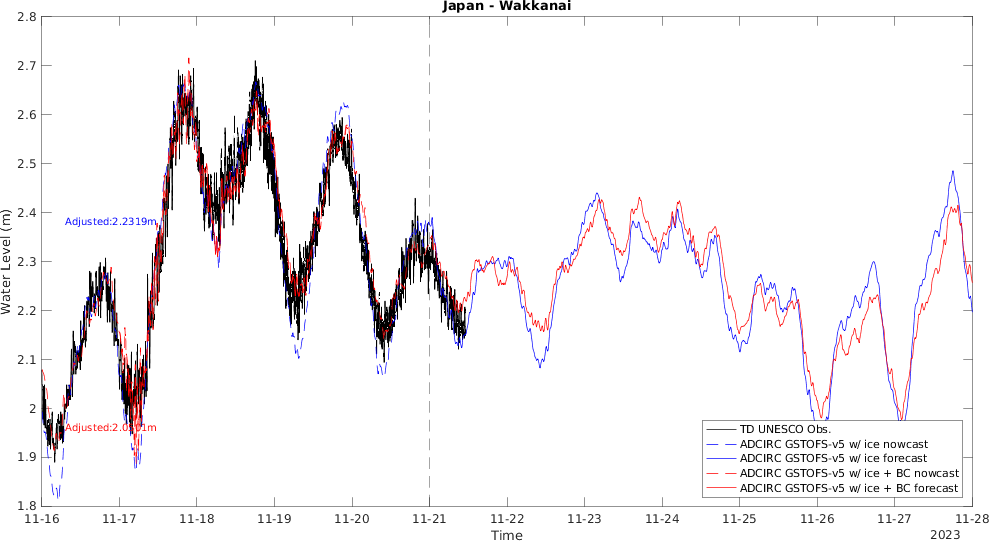 Japan - Wakkanai
Water Level (m)
2.8
2.7
2.6
2.5
2.4
2.3
2.2
2.1
2
1.9
1.8
Adjusted:2.2319m
TD UNESCO Obs.
ADCIRC GSTOFS-v5 w/ ice nowcast
ADCIRC GSTOFS-v5 w/ ice forecast
ADCIRC GSTOFS-v5 w/ ice + BC nowcast
ADCIRC GSTOFS-v5 w/ ice + BC forecast
11-16 11-17 11-18 11-19 11-20 11-21 11-22 11-23 11-24 11-25 11-26 11-27 11-28
Time
2023